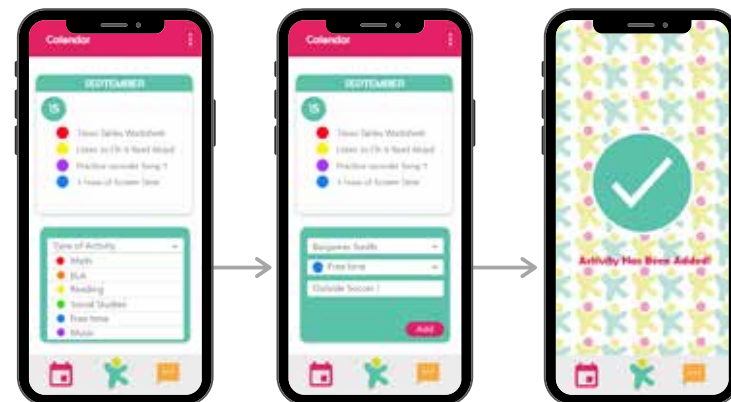 Calendar
SEPTEMBER
15
Times Tables Worksheet
Listen to Ch 6 Read Aloud
Practice recorder Song 1
1 Hour of Screen Time
Type of Activity
Math
ELA
Reading
Social Studies
Free time
Music
Calendar
SEPTEMBER
15
Times Tables Worksheet
Listen to Ch 6 Read Aloud
Practice recorder Song 1
1 Hour of Screen Time
Benjamin Smith
Free time
Outside Soccer
Add
Activity Has Been Added!